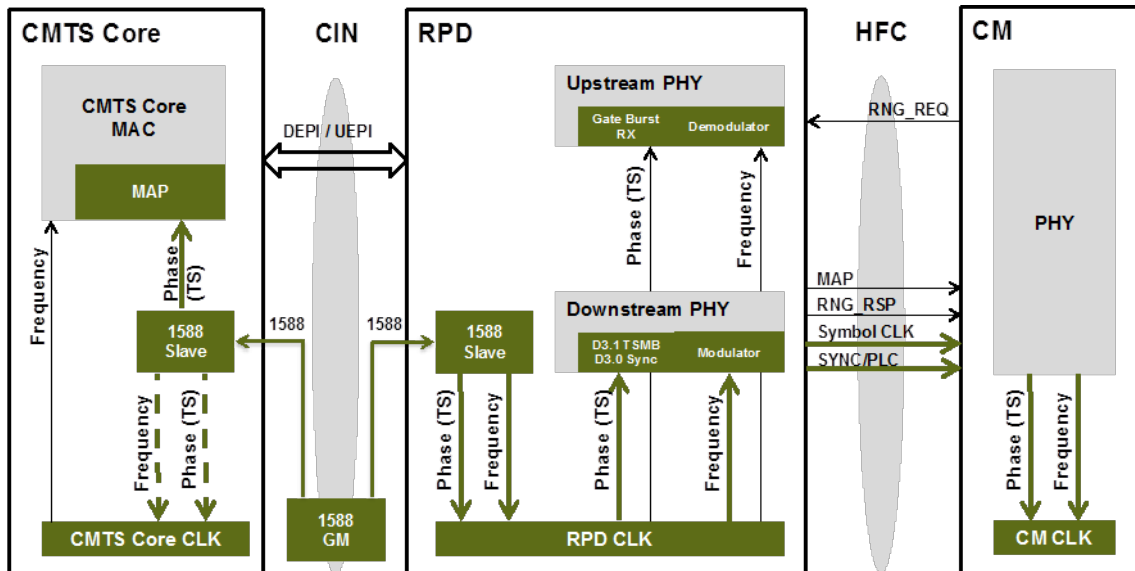 CMTS Core
CIN
RPD
HFC
CM
CMTS Core
MAC
MAP
Frequency
Phase
(TS)
1588
Slave
Frequency
Phase (TS)
CMTS Core CLK
DEPI / UEPI
1588
1588
1588
GM
1588
Slave
Phase (TS)
Frequency
Upstream PHY
Gate Burst
RX
Demodulator
Phase (TS)
Frequency
Downstream PHY
D3.1 TSMB
D3.0 Sync
Modulator
Phase (TS)
Frequency
RPD CLK
RNG_REQ
MAP
RNG_RSP
Symbol CLK
SYNC/PLC
PHY
Phase (TS)
Frequency
CM CLK